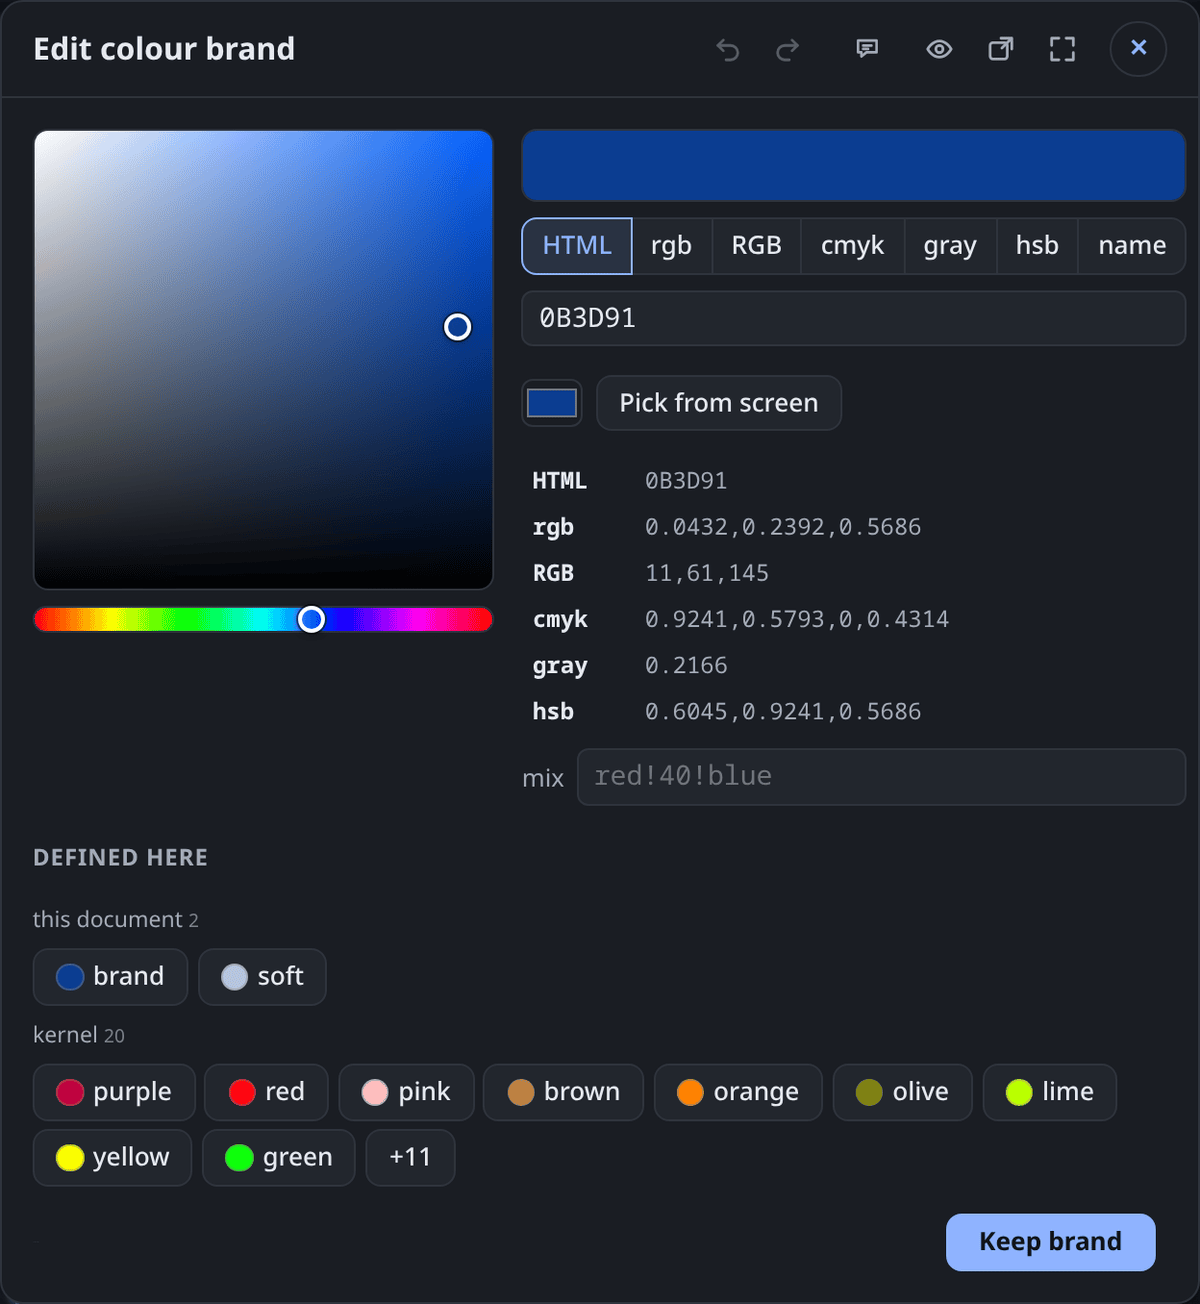 Edit colour brand
HTML rgb RGB cmyk gray hsb name
0B3D91
Pick from screen
HTML 0B3D91
rgb 0.0432,0.2392,0.5686
RGB 11,61,145
cmyk 0.9241,0.5793,0,0.4314
gray 0.2166
hsb 0.6045,0.9241,0.5686
mix red!40!blue
DEFINED HERE
this document 2
brand soft
kernel 20
purple red pink brown orange olive lime
yellow green +11
Keep brand